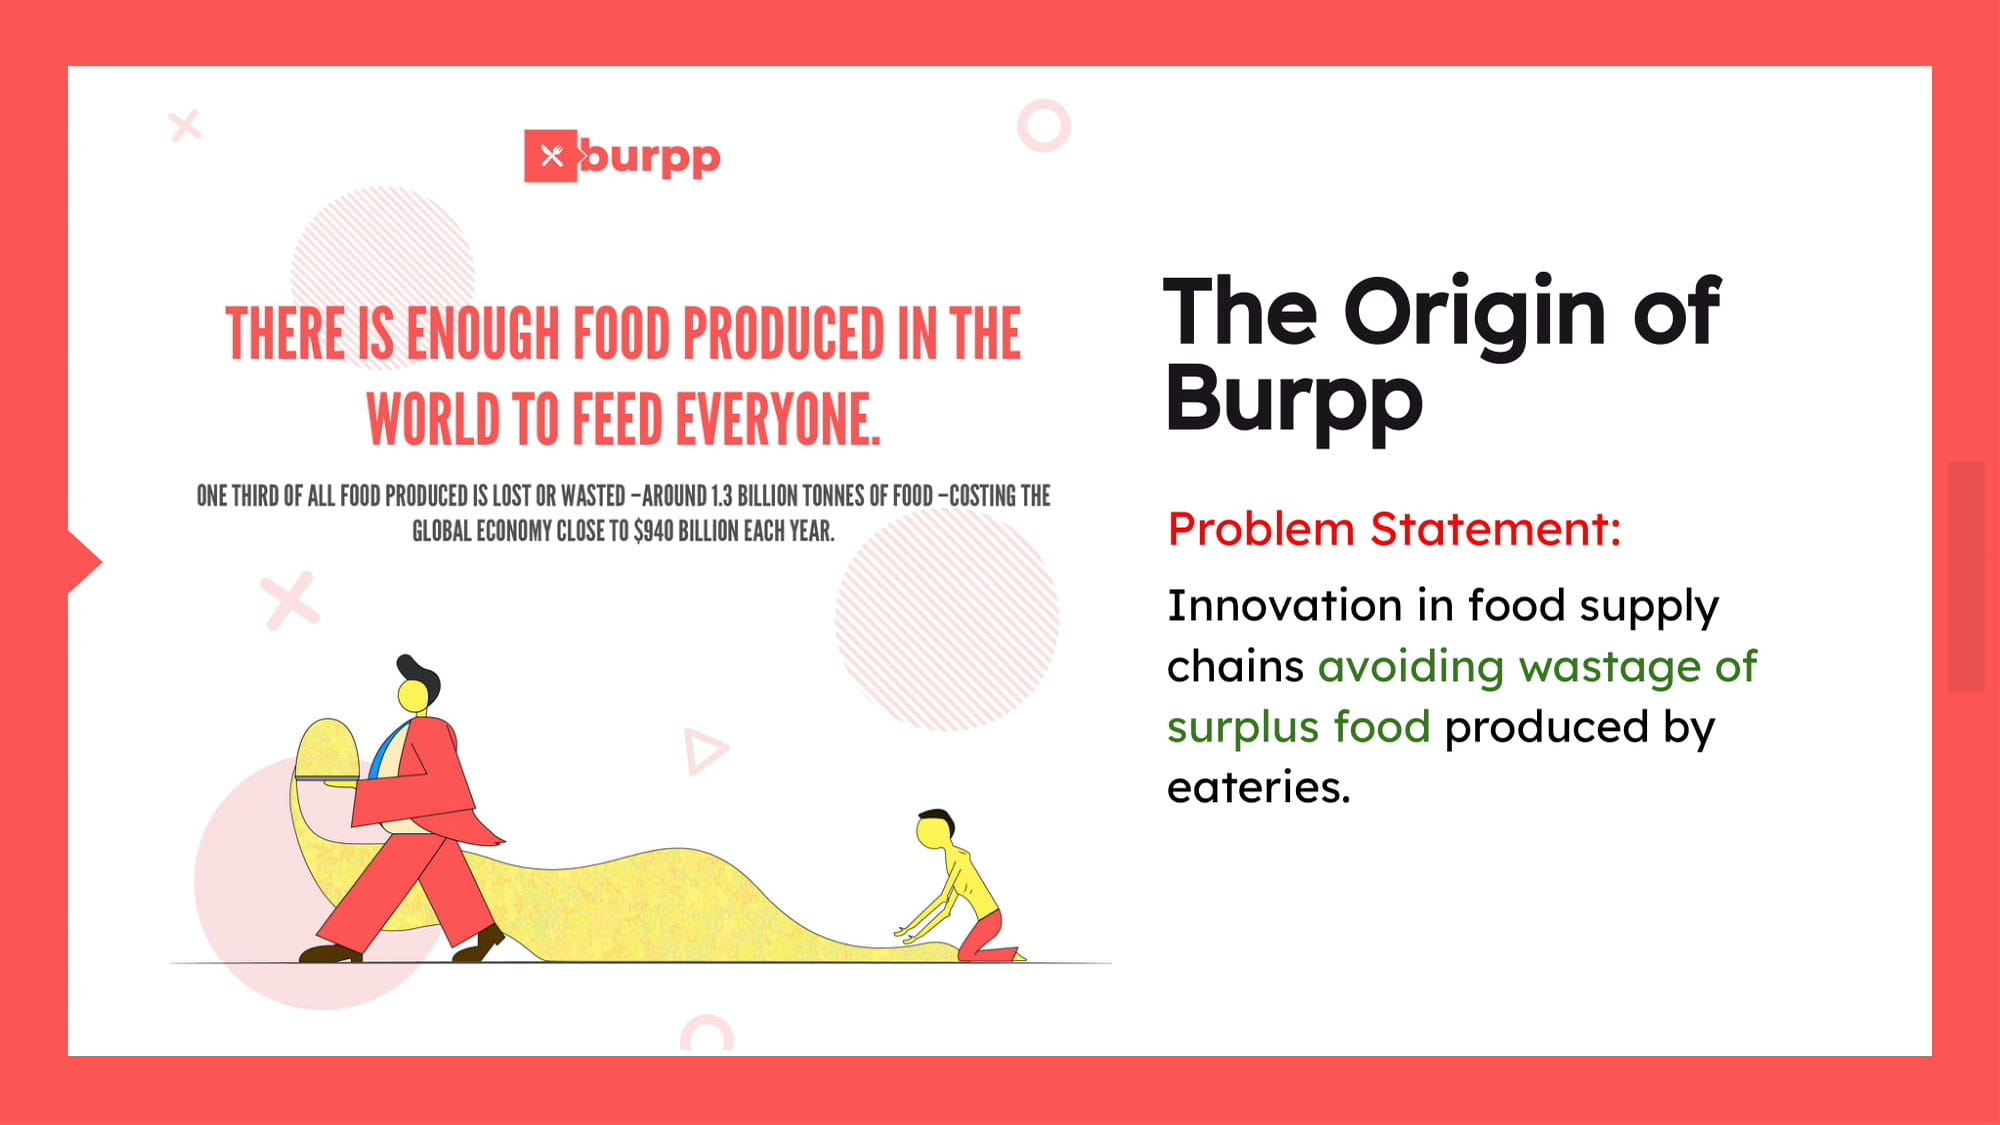 burpp
THERE IS ENOUGH FOOD PRODUCED IN THE
WORLD TO FEED EVERYONE.
ONE THIRD OF ALL FOOD PRODUCED IS LOST OR WASTED –AROUND 1.3 BILLION TONNES OF FOOD –COSTING THE
GLOBAL ECONOMY CLOSE TO $940 BILLION EACH YEAR.
The Origin of
Burpp
Problem Statement:
Innovation in food supply
chains avoiding wastage of
surplus food produced by
eateries.